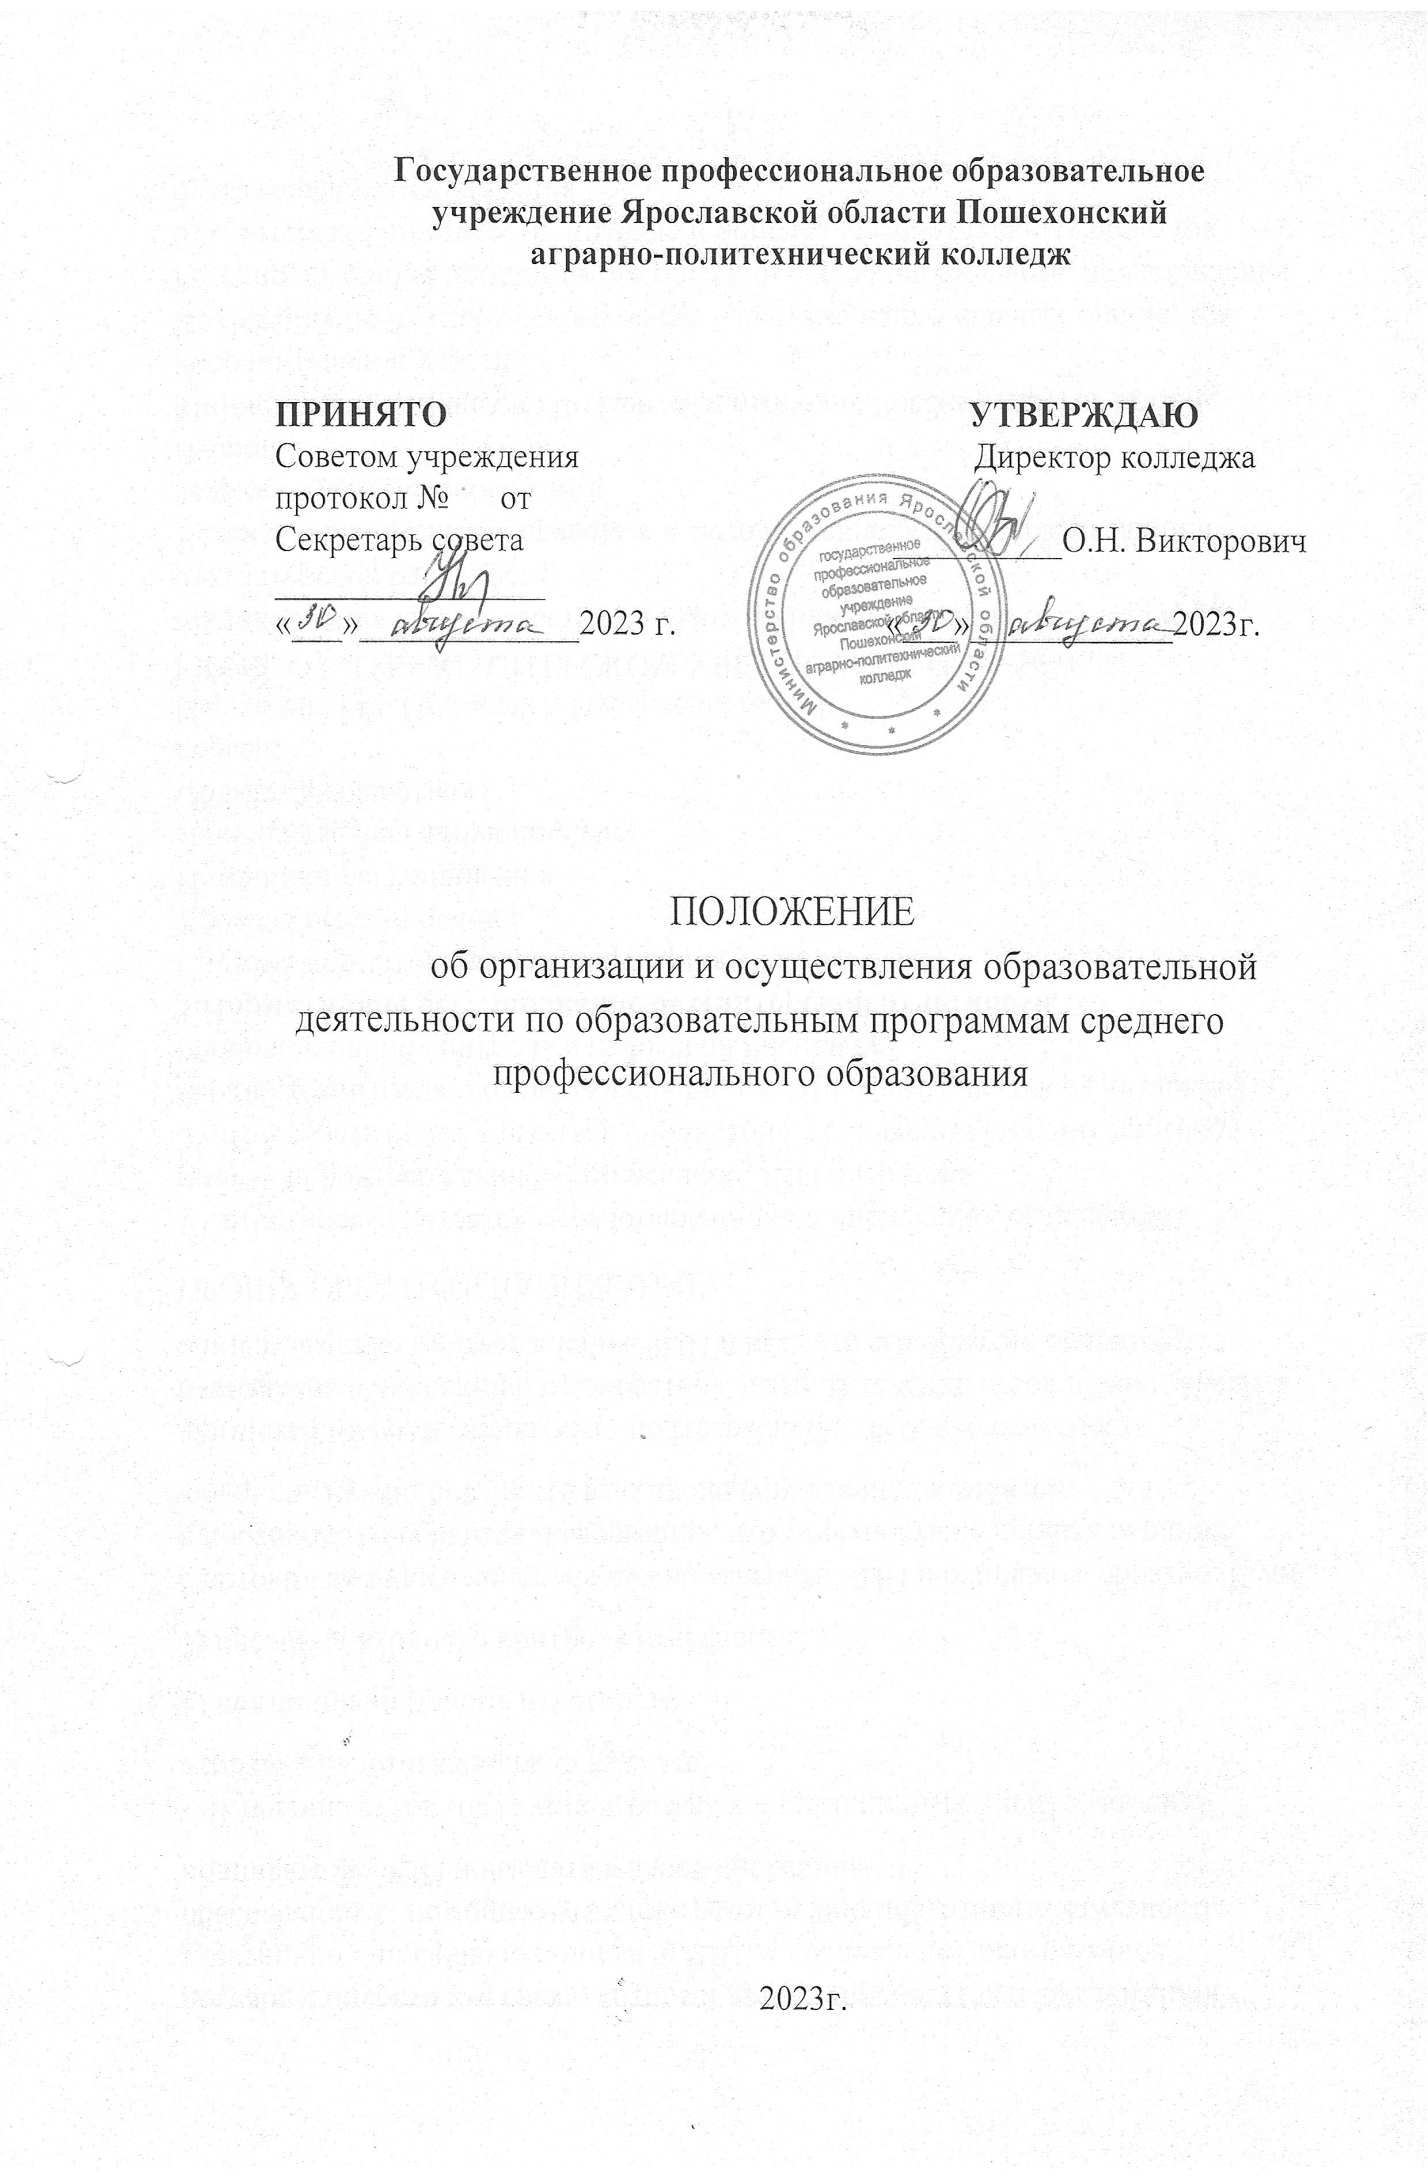 Государственное профессиональное образовательное
учреждение Ярославской области Пошехонский
аграрно-политехнический колледж
ПРИНЯТО
Советом учреждения
протокол № от
Секретарь совета
«30» августа 2023 г.
УТВЕРЖДАЮ
Директор колледжа
О.Н. Викторович
«30» августа 2023г.
Министерство образования Ярославской области
государственное
профессиональное
образовательное
учреждение
Ярославской области
Пошехонский
аграрно-политехнический
колледж
ПОЛОЖЕНИЕ
об организации и осуществления образовательной
деятельности по образовательным программам среднего
профессионального образования
2023г.